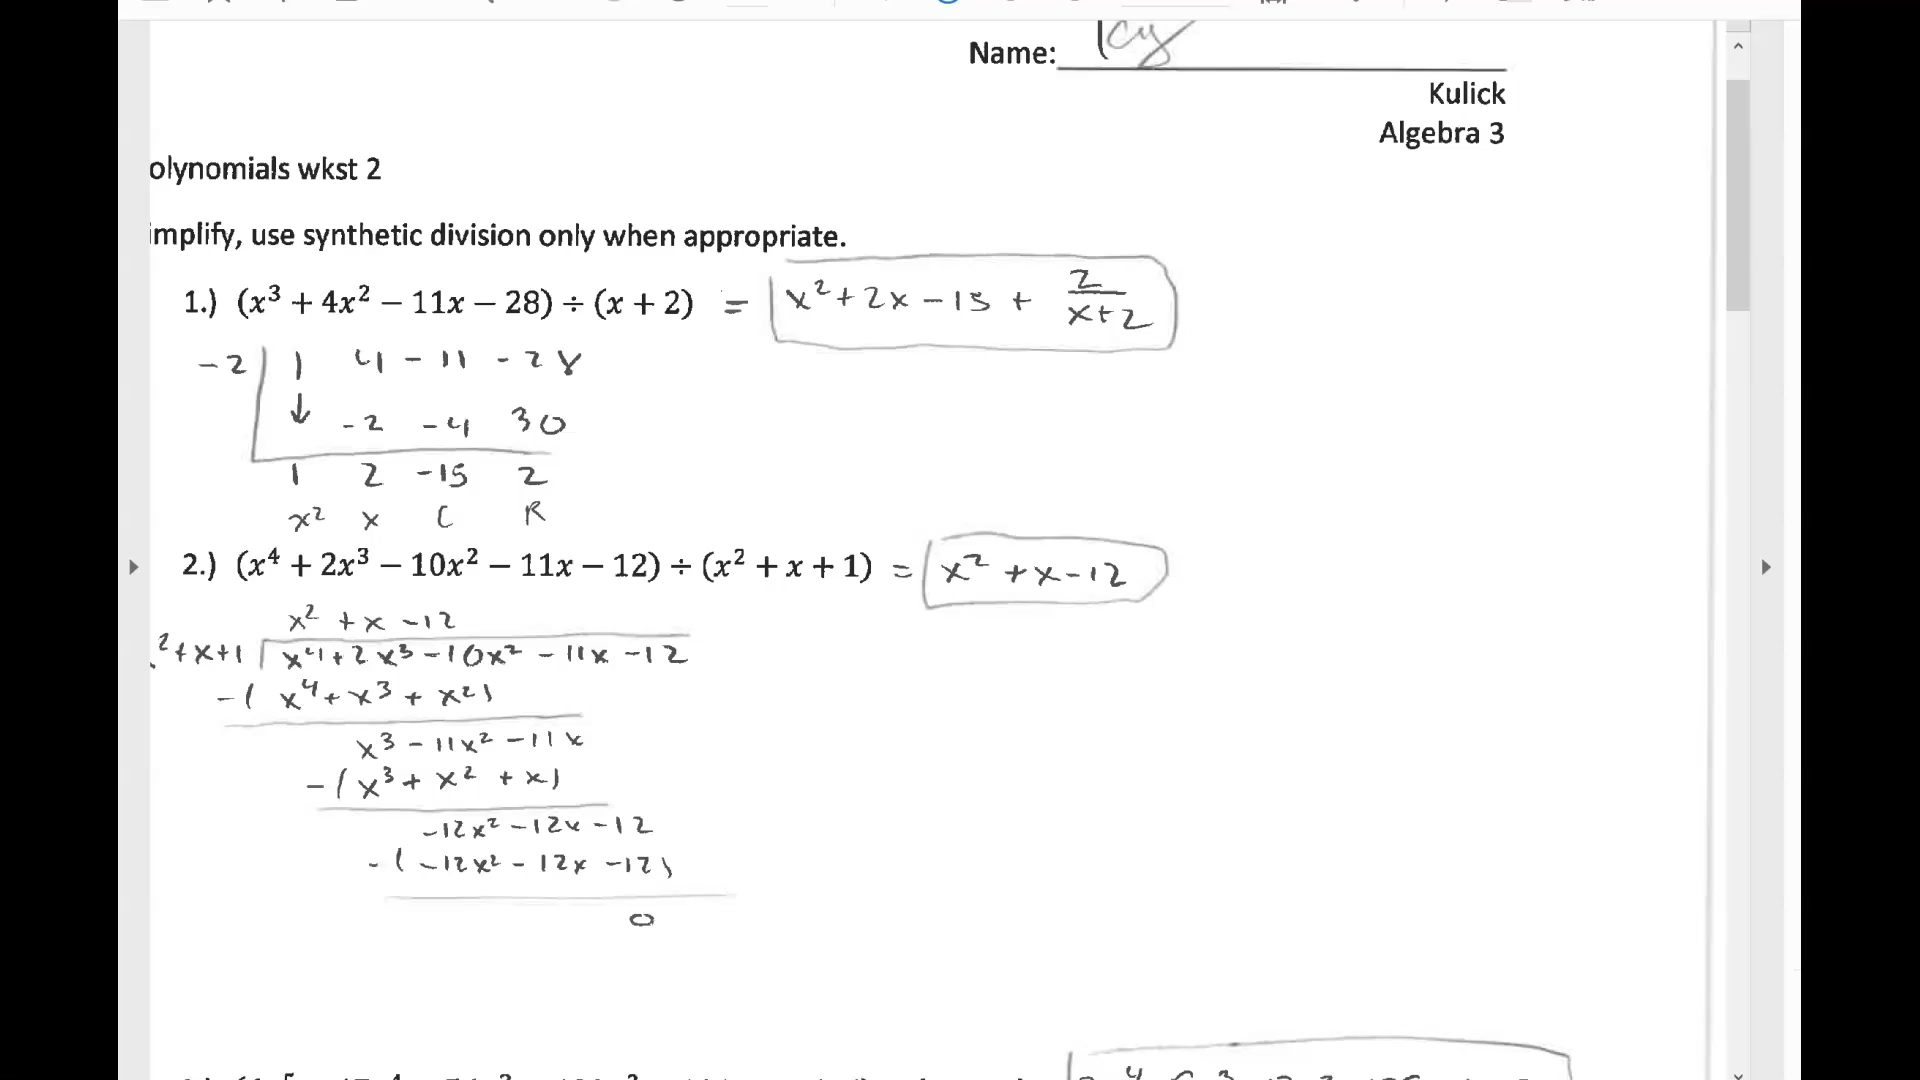 Name: Key
Kulick
Algebra 3
olynomials wkst 2
implify, use synthetic division only when appropriate.
1.) (x³ + 4x² − 11x − 28) ÷ (x + 2) = x² + 2x − 15 + 2/(x+2)
-2 | 1 4 -11 -28
↓ -2 -4 30
1 2 -15 2
x² x C R
2.) (x⁴ + 2x³ − 10x² − 11x − 12) ÷ (x² + x + 1) = x² + x - 12
x² + x - 12
² + x + 1 | x⁴ + 2x³ - 10x² - 11x - 12
-( x⁴ + x³ + x²)
x³ - 11x² - 11x
-( x³ + x² + x)
-12x² - 12x - 12
-( -12x² - 12x - 12)
0